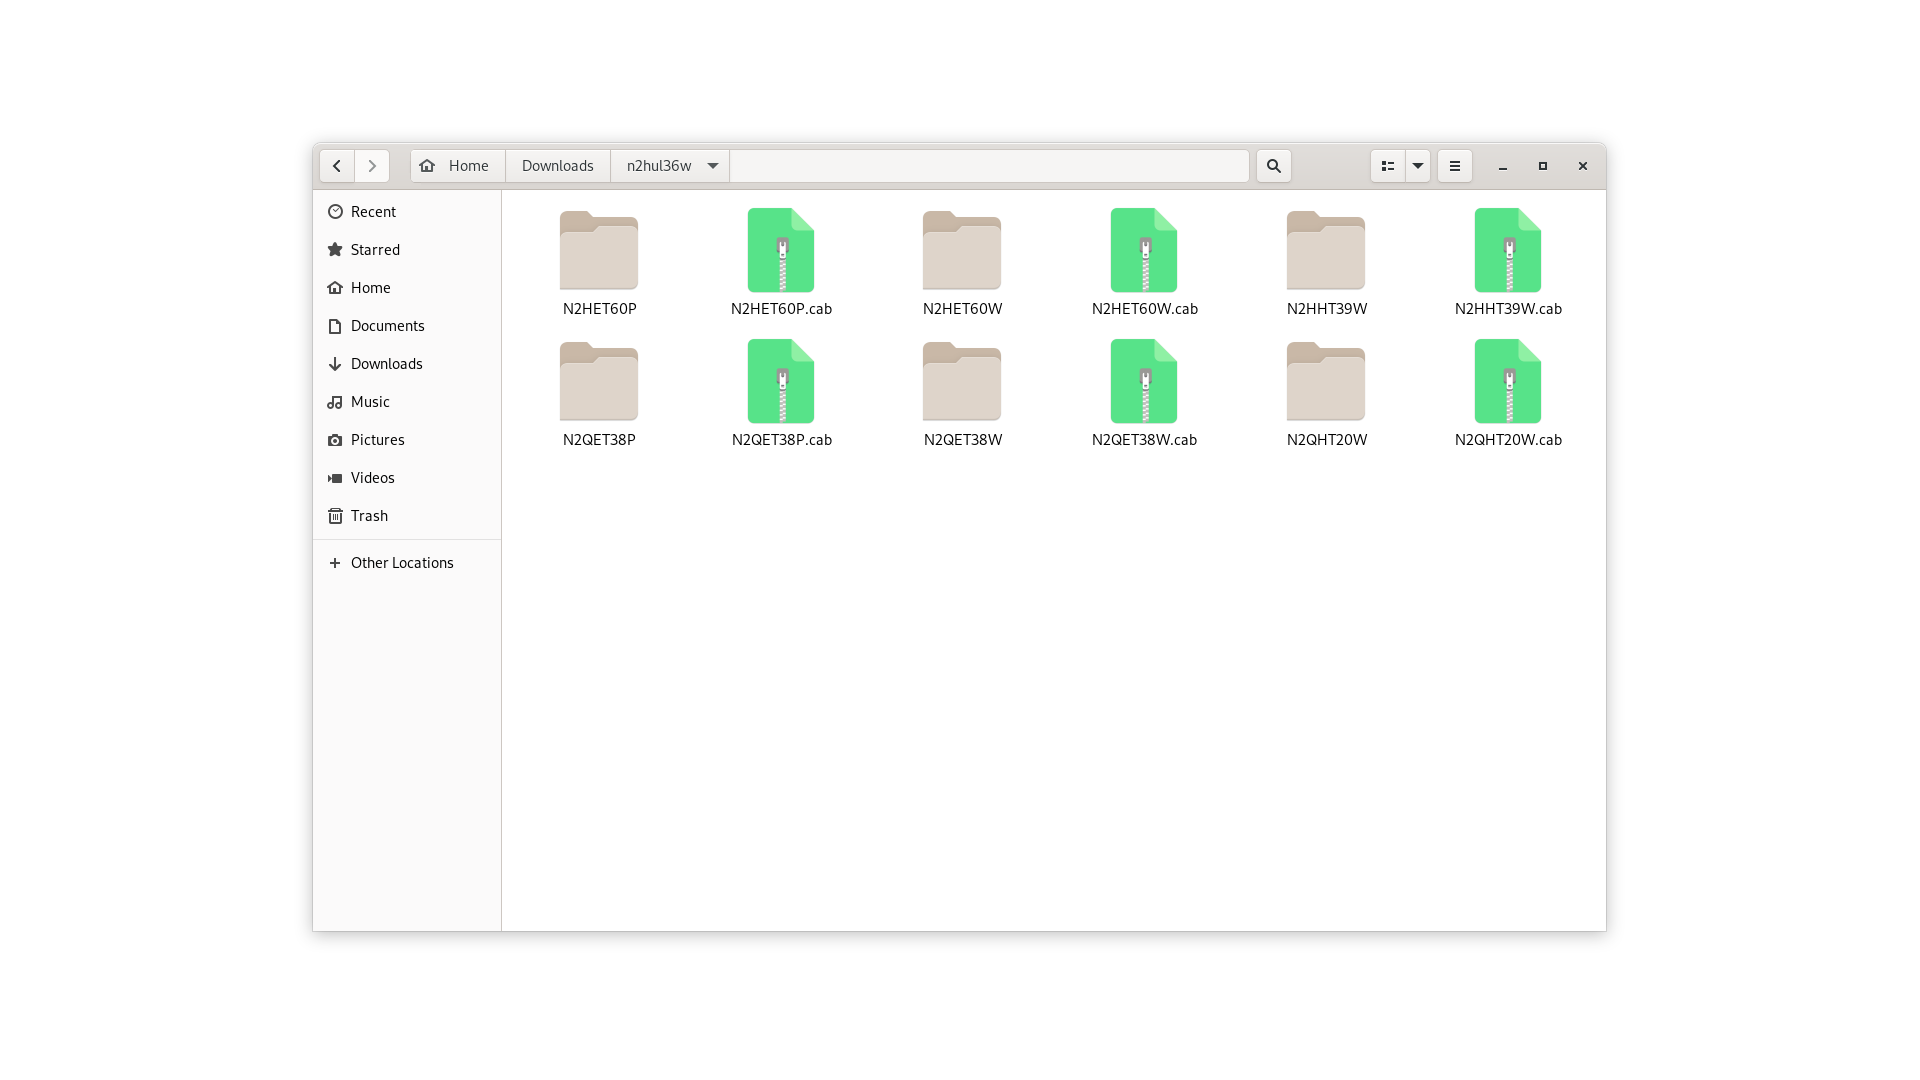 Home Downloads n2hul36w
Recent
Starred
Home
Documents
Downloads
Music
Pictures
Videos
Trash
Other Locations
N2HET60P N2HET60P.cab N2HET60W N2HET60W.cab N2HHT39W N2HHT39W.cab
N2QET38P N2QET38P.cab N2QET38W N2QET38W.cab N2QHT20W N2QHT20W.cab